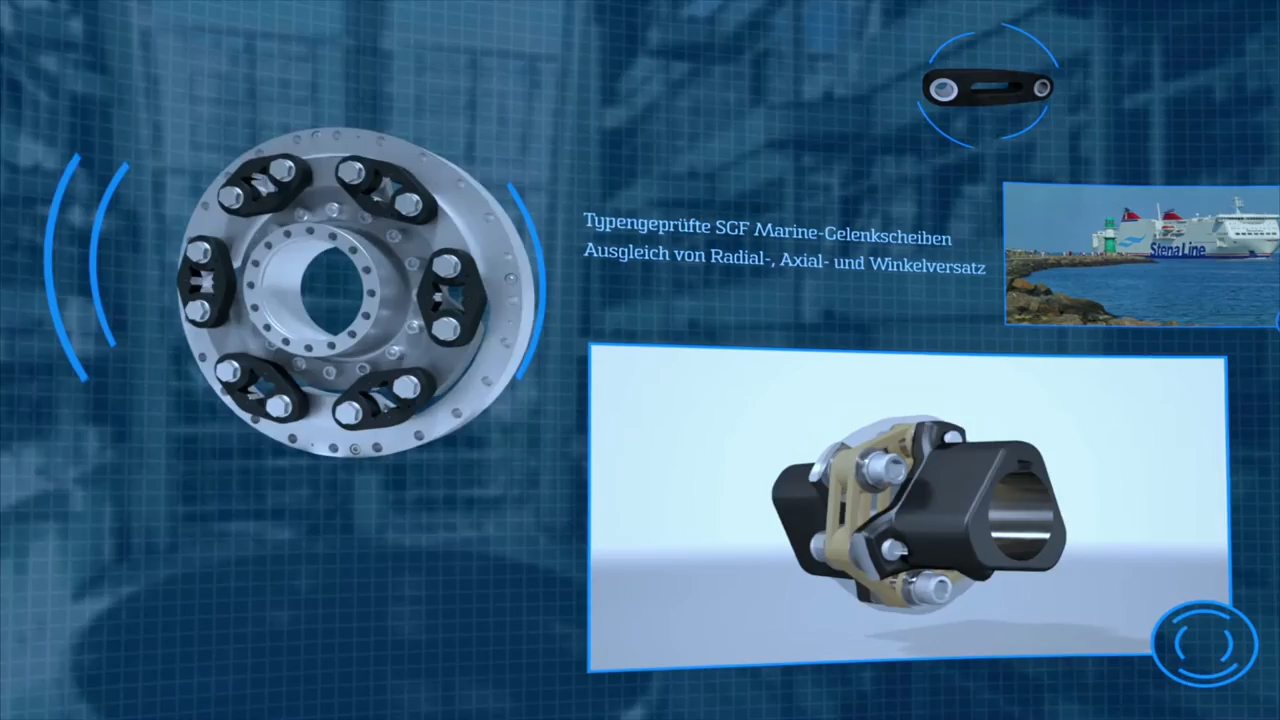 Typengeprüfte SGF Marine-Gelenkscheiben
Ausgleich von Radial-, Axial- und Winkelversatz
Stena Line